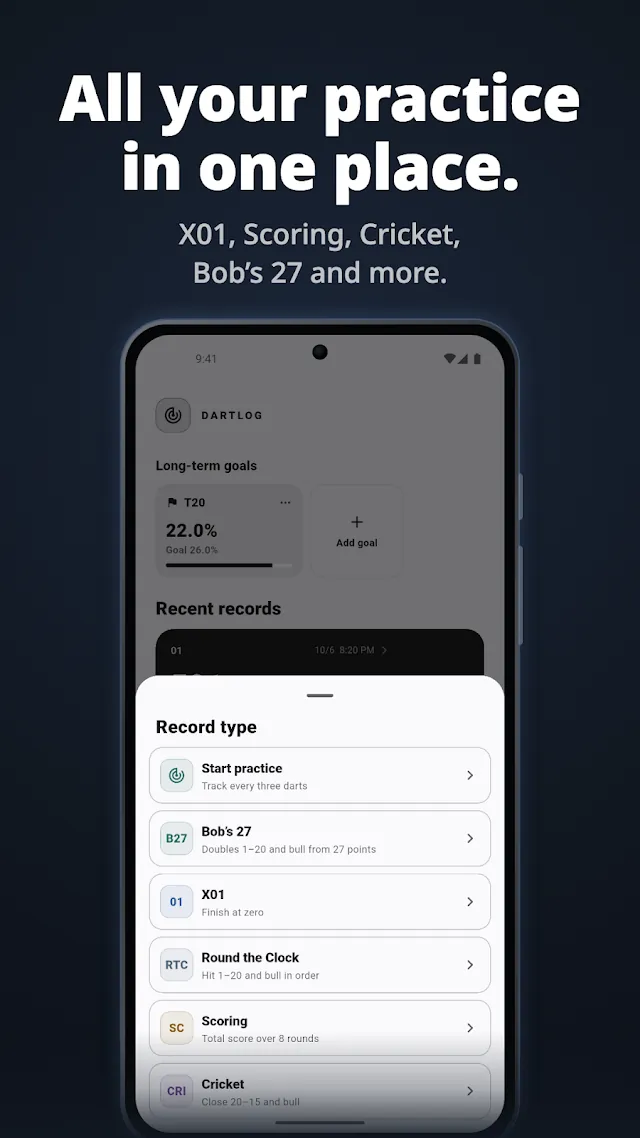 All your practice
in one place.
X01, Scoring, Cricket,
Bob’s 27 and more.
9:41
DARTLOG
Long-term goals
T20
22.0%
Goal 26.0%
Add goal
Recent records
01
10/6 8:20 PM
Record type
Start practice
Track every three darts
B27
Bob’s 27
Doubles 1–20 and bull from 27 points
01
X01
Finish at zero
RTC
Round the Clock
Hit 1–20 and bull in order
SC
Scoring
Total score over 8 rounds
CRI
Cricket
Close 20–15 and bull